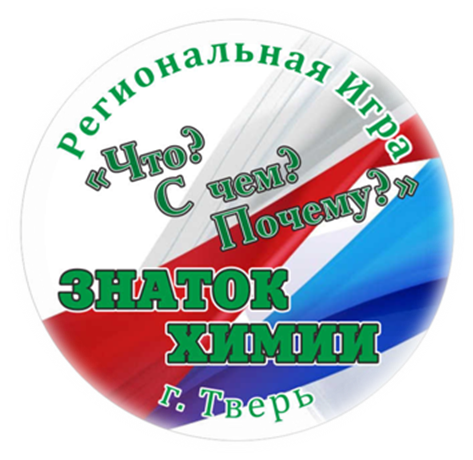 Региональная Игра
«Что?
С чем?
Почему?»
ЗНАТОК
ХИМИИ
г. Тверь